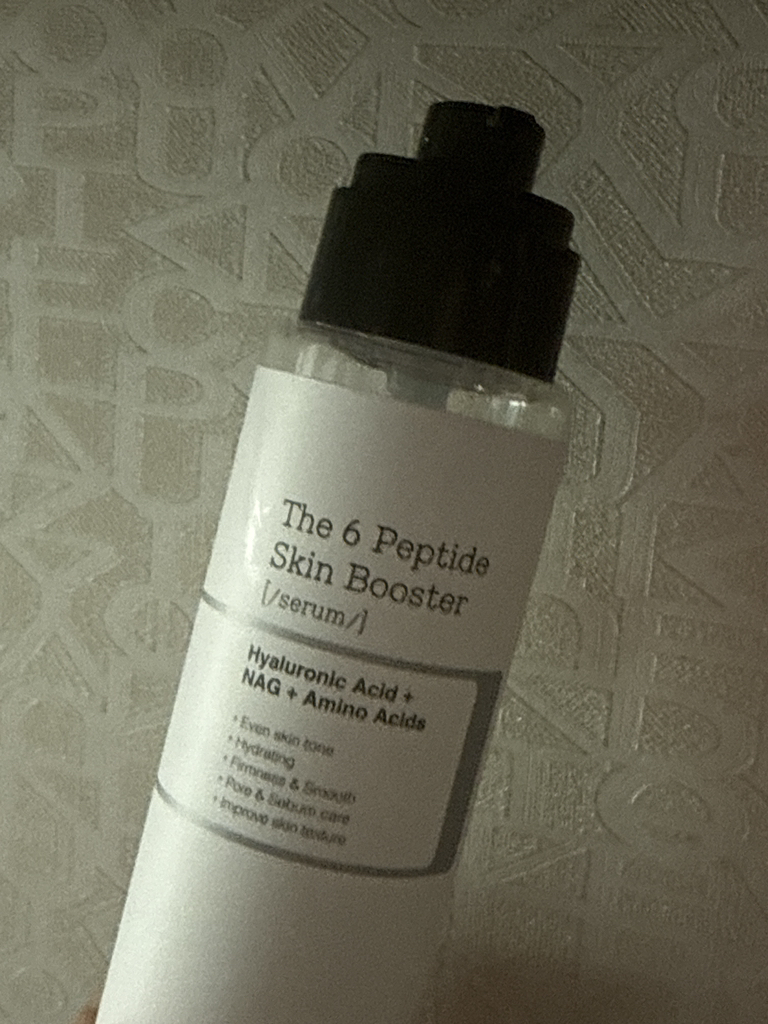 The 6 Peptide
Skin Booster
[/serum/]
Hyaluronic Acid +
NAG + Amino Acids
• Even skin tone
• Hydrating
• Firmness & Smooth
• Pore & Sebum care
• Improve skin texture